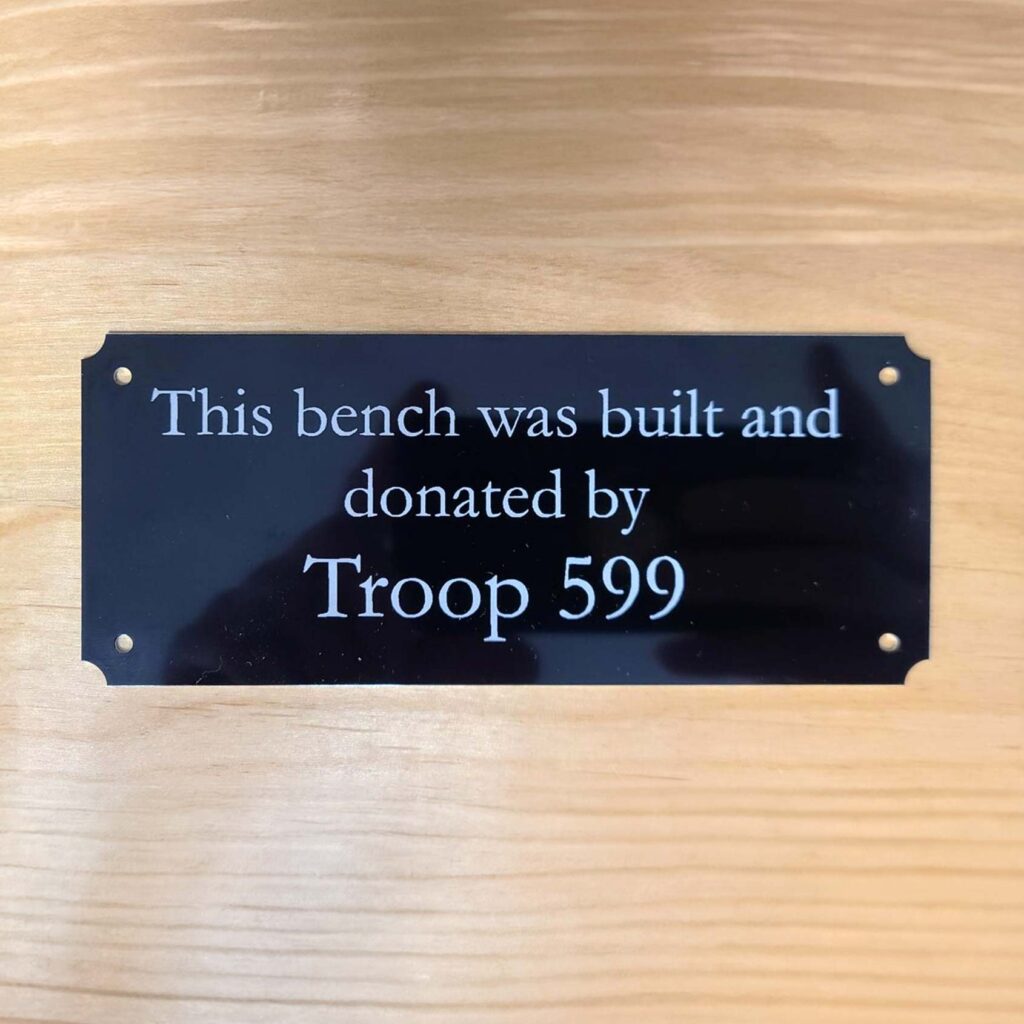 This bench was built and
donated by
Troop 599